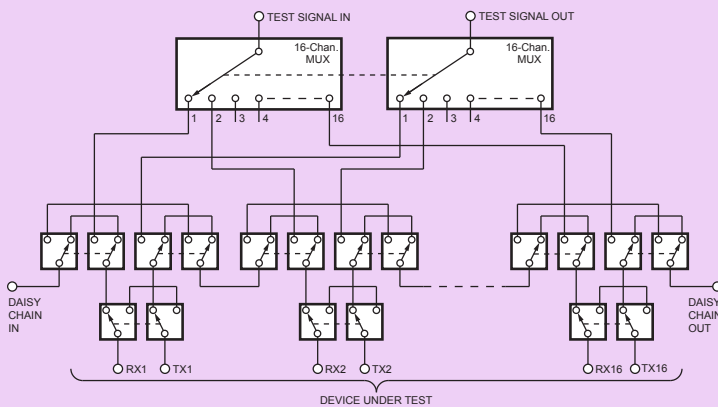 TEST SIGNAL IN
TEST SIGNAL OUT
16-Chan.
MUX
16-Chan.
MUX
1 2 3 4 16
1 2 3 4 16
DAISY
CHAIN
IN
DAISY
CHAIN
OUT
RX1 TX1 RX2 TX2 RX16 TX16
DEVICE UNDER TEST